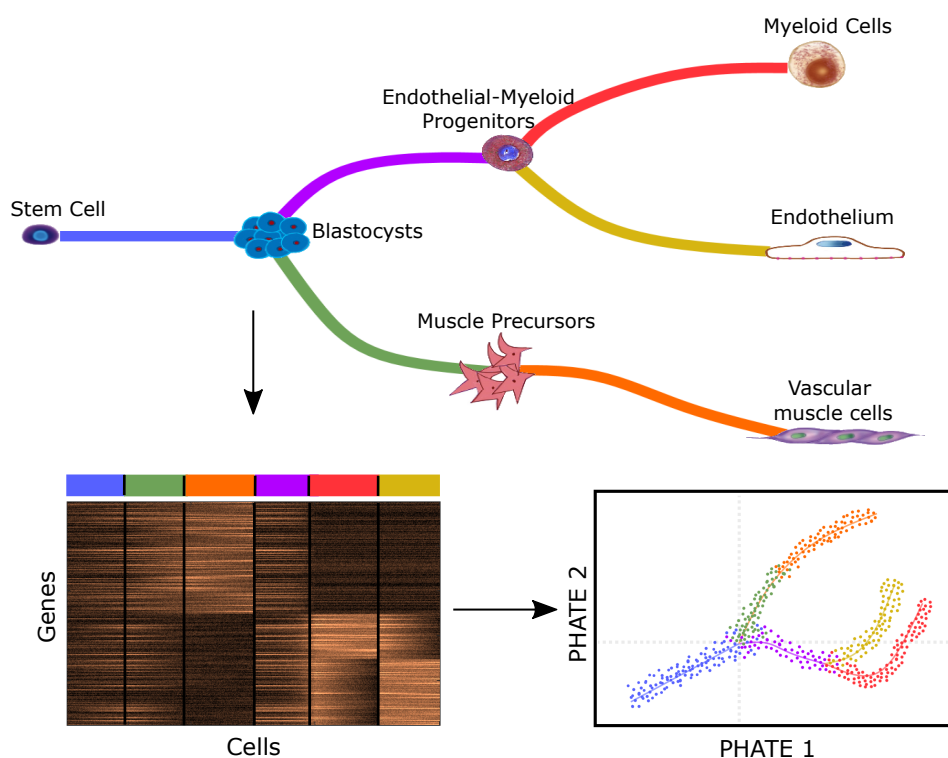 Myeloid Cells
Endothelial-Myeloid
Progenitors
Stem Cell
Blastocysts
Endothelium
Muscle Precursors
Vascular
muscle cells
Genes
Cells
PHATE 2
PHATE 1